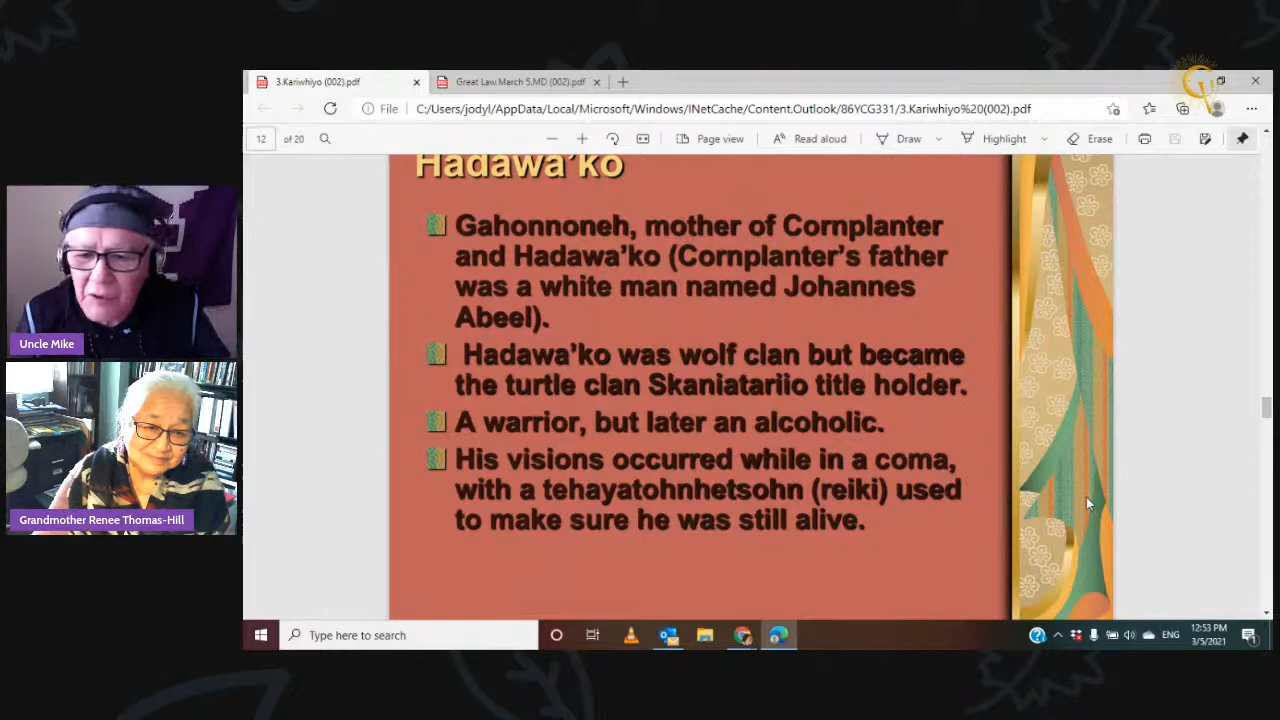 3.Kariwhiyo (002).pdf
Great Law.March 5.MD (002).pdf
File
C:/Users/jodyl/AppData/Local/Microsoft/Windows/INetCache/Content.Outlook/86YCG331/3.Kariwhiyo%20(002).pdf
12 of 20
Page view
Read aloud
Draw
Highlight
Erase
Hadawa’ko
Gahonnoneh, mother of Cornplanter
and Hadawa’ko (Cornplanter’s father
was a white man named Johannes
Abeel).
Hadawa’ko was wolf clan but became
the turtle clan Skaniatariio title holder.
A warrior, but later an alcoholic.
His visions occurred while in a coma,
with a tehayatohnhetsohn (reiki) used
to make sure he was still alive.
Uncle Mike
Grandmother Renee Thomas-Hill
Type here to search
ENG
12:53 PM
3/5/2021
1